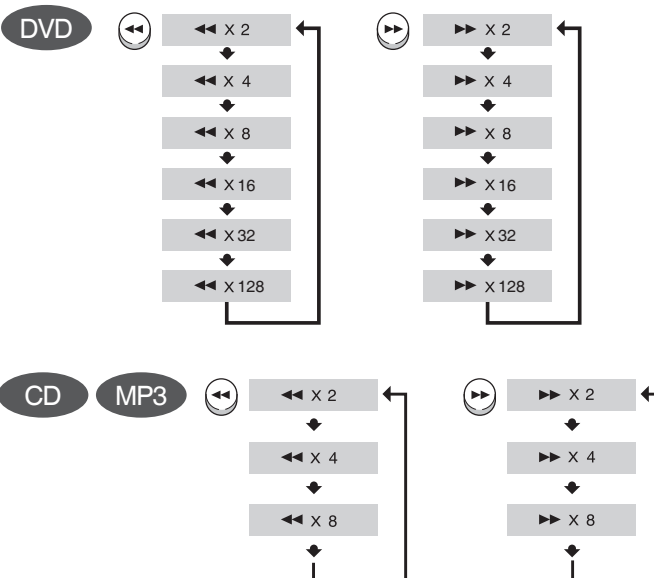 DVD
◀◀ X 2
◀◀ X 4
◀◀ X 8
◀◀ X 16
◀◀ X 32
◀◀ X 128
▶▶ X 2
▶▶ X 4
▶▶ X 8
▶▶ X 16
▶▶ X 32
▶▶ X 128
CD MP3
◀◀ X 2
◀◀ X 4
◀◀ X 8
▶▶ X 2
▶▶ X 4
▶▶ X 8